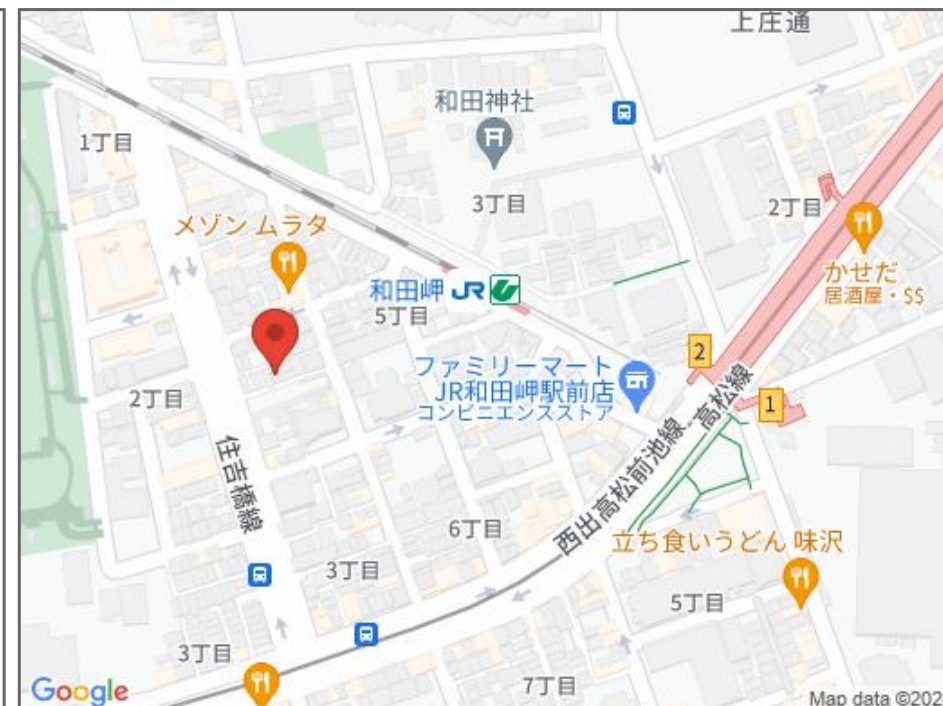 上庄通
和田神社
1丁目
3丁目
2丁目
メゾン ムラタ
かせだ
居酒屋・$$
和田岬 JR
5丁目
2
ファミリーマート
JR和田岬駅前店
コンビニエンスストア
1
2丁目
高松線
住吉橋線
西出高松前池線
6丁目
立ち食いうどん 味沢
3丁目
5丁目
3丁目
7丁目
Google
Map data ©202